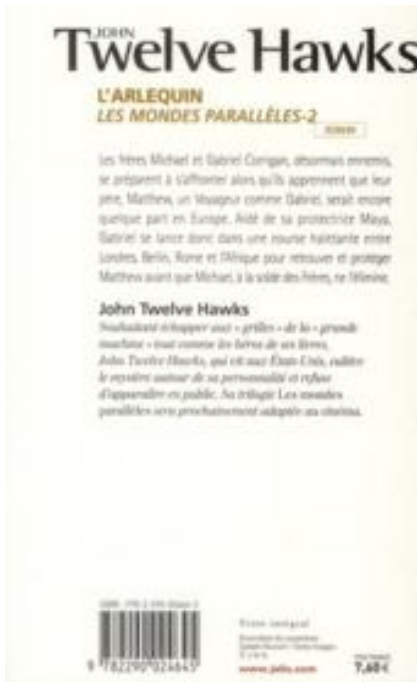 JOHN
Twelve Hawks
L'ARLEQUIN
LES MONDES PARALLÈLES-2
ROMAN
Les frères Michael et Gabriel Corrigan, désormais ennemis,
se préparent à s'affronter alors qu'ils apprennent que leur
père, Matthew, un Voyageur comme Gabriel, serait encore
quelque part en Europe. Aidé de sa protectrice Maya,
Gabriel se lance donc dans une course haletante entre
Londres, Berlin, Rome et l'Afrique pour retrouver et protéger
Matthew avant que Michael, à la solde des frères, ne l'élimine.
John Twelve Hawks
Souhaitant échapper aux « grilles » de la « grande
machine » tout comme les héros de ses livres,
John Twelve Hawks, qui vit aux États-Unis, cultive
le mystère autour de sa personnalité et refuse
d'apparaître en public. Sa trilogie Les mondes
parallèles sera prochainement adaptée au cinéma.
Texte intégral
www.jailu.com
7,60 €
9 782290 024645